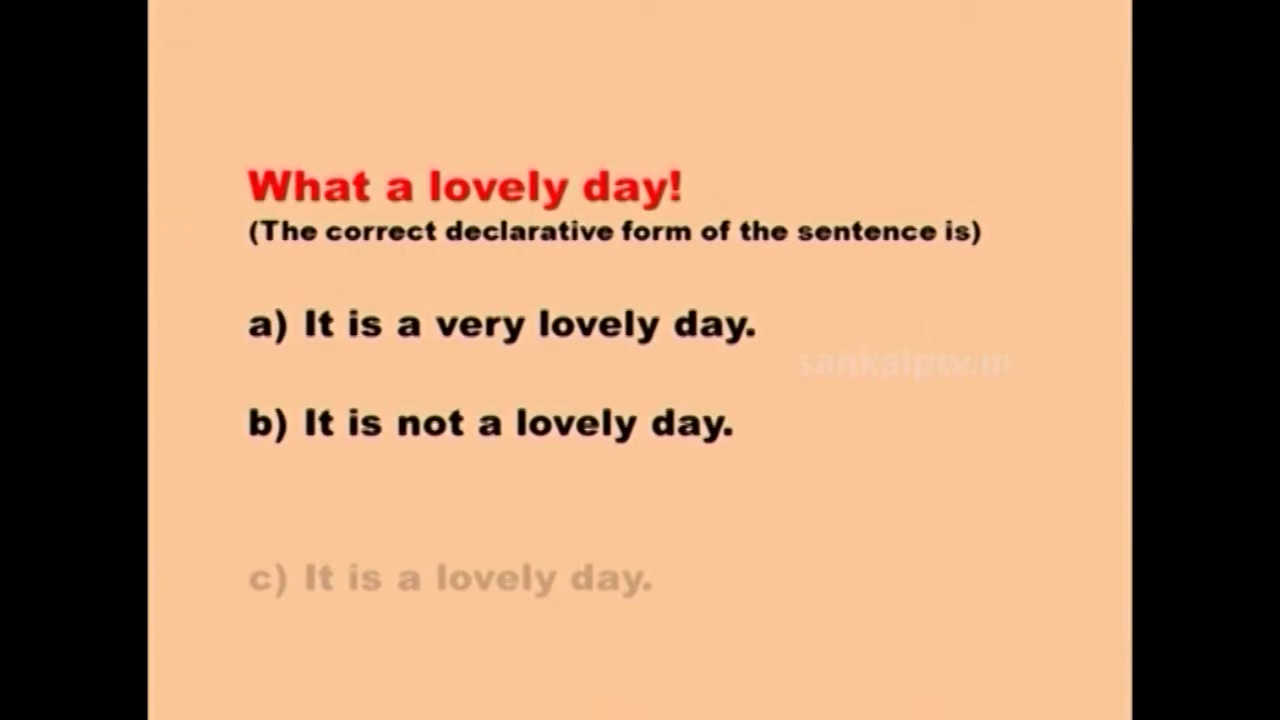 What a lovely day!
(The correct declarative form of the sentence is)
a) It is a very lovely day.
b) It is not a lovely day.
c) It is a lovely day.